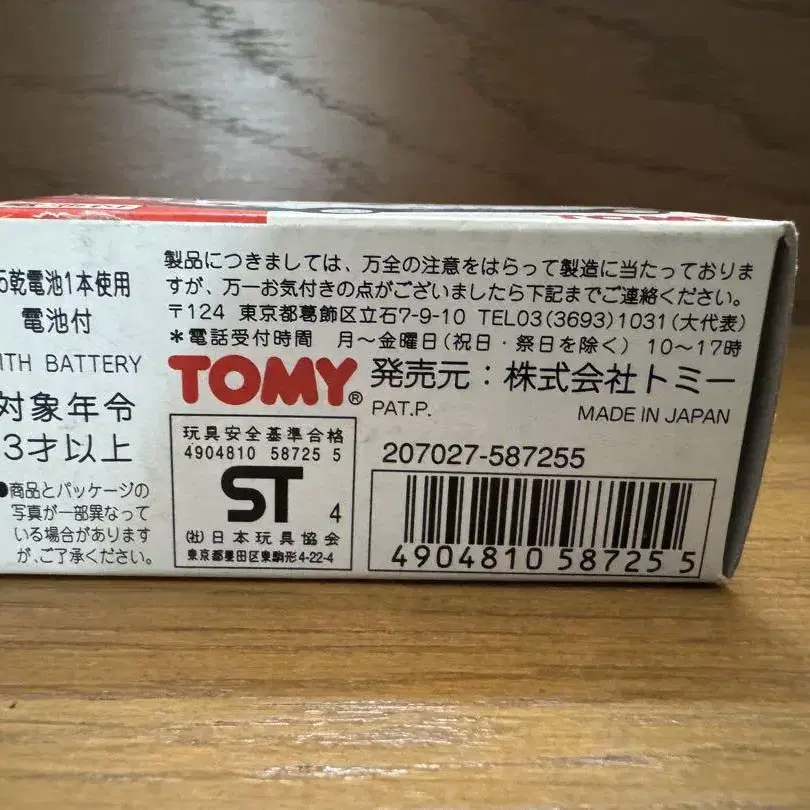 5乾電池1本使用
電池付
ITH BATTERY
対象年令
3才以上
●商品とパッケージの
写真が一部異なって
いる場合があります
が、ご了承ください。
製品につきましては、万全の注意をはらって製造に当たっておりま
すが、万一お気付きの点がございましたら下記までご連絡ください。
〒124 東京都葛飾区立石7-9-10 TEL03(3693)1031(大代表)
*電話受付時間 月〜金曜日(祝日・祭日を除く) 10〜17時
TOMY® 発売元:株式会社トミー
PAT.P. MADE IN JAPAN
玩具安全基準合格
4904810 58725 5
ST 4
(社)日本玩具協会
東京都墨田区東駒形4-22-4
207027-587255
4904810 58725 5
TOMY